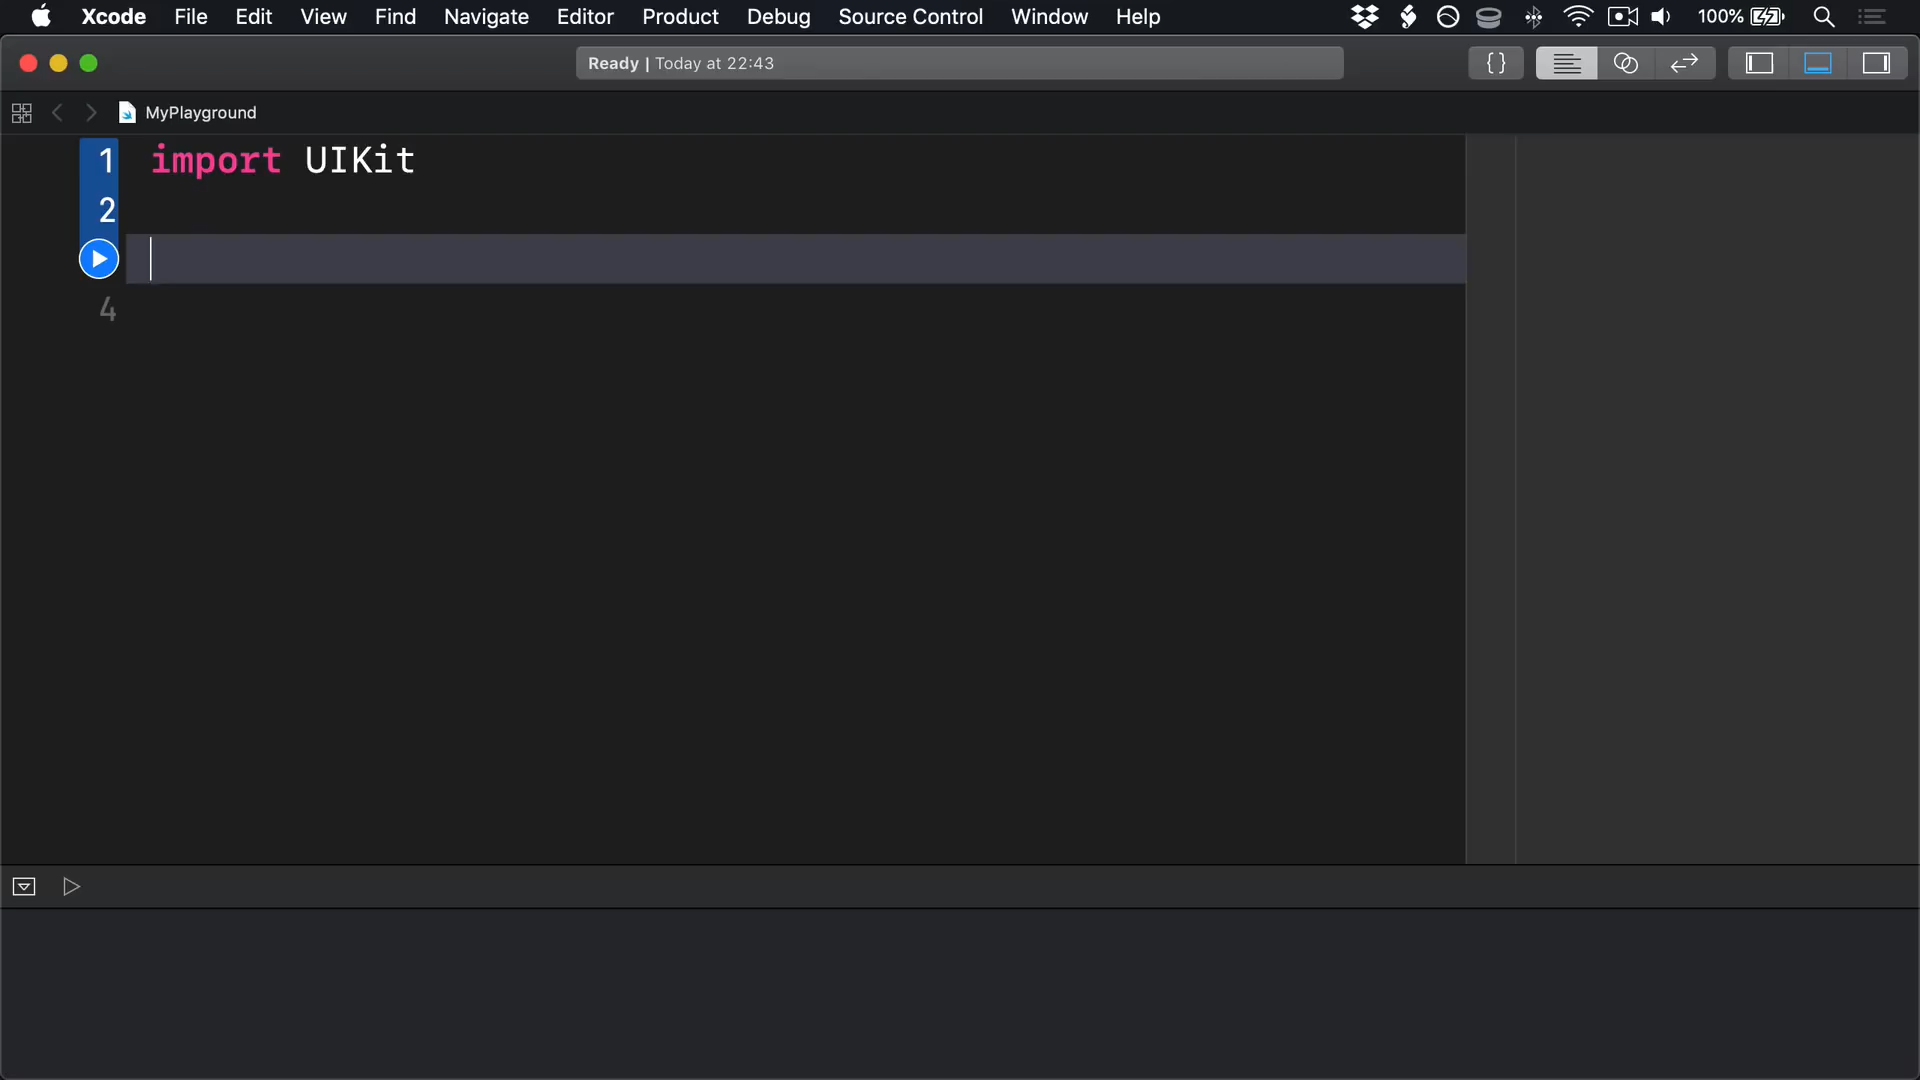 Xcode File Edit View Find Navigate Editor Product Debug Source Control Window Help 100%
Ready | Today at 22:43 {}
MyPlayground
1 import UIKit
2
4